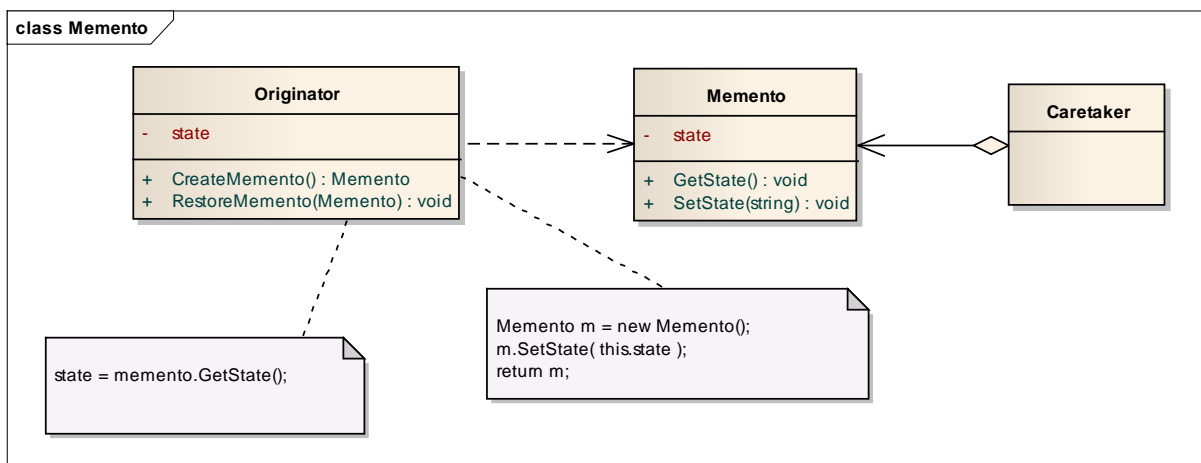 class Memento
Originator
- state
+ CreateMemento() : Memento
+ RestoreMemento(Memento) : void
Memento
- state
+ GetState() : void
+ SetState(string) : void
Caretaker
state = memento.GetState();
Memento m = new Memento();
m.SetState( this.state );
return m;